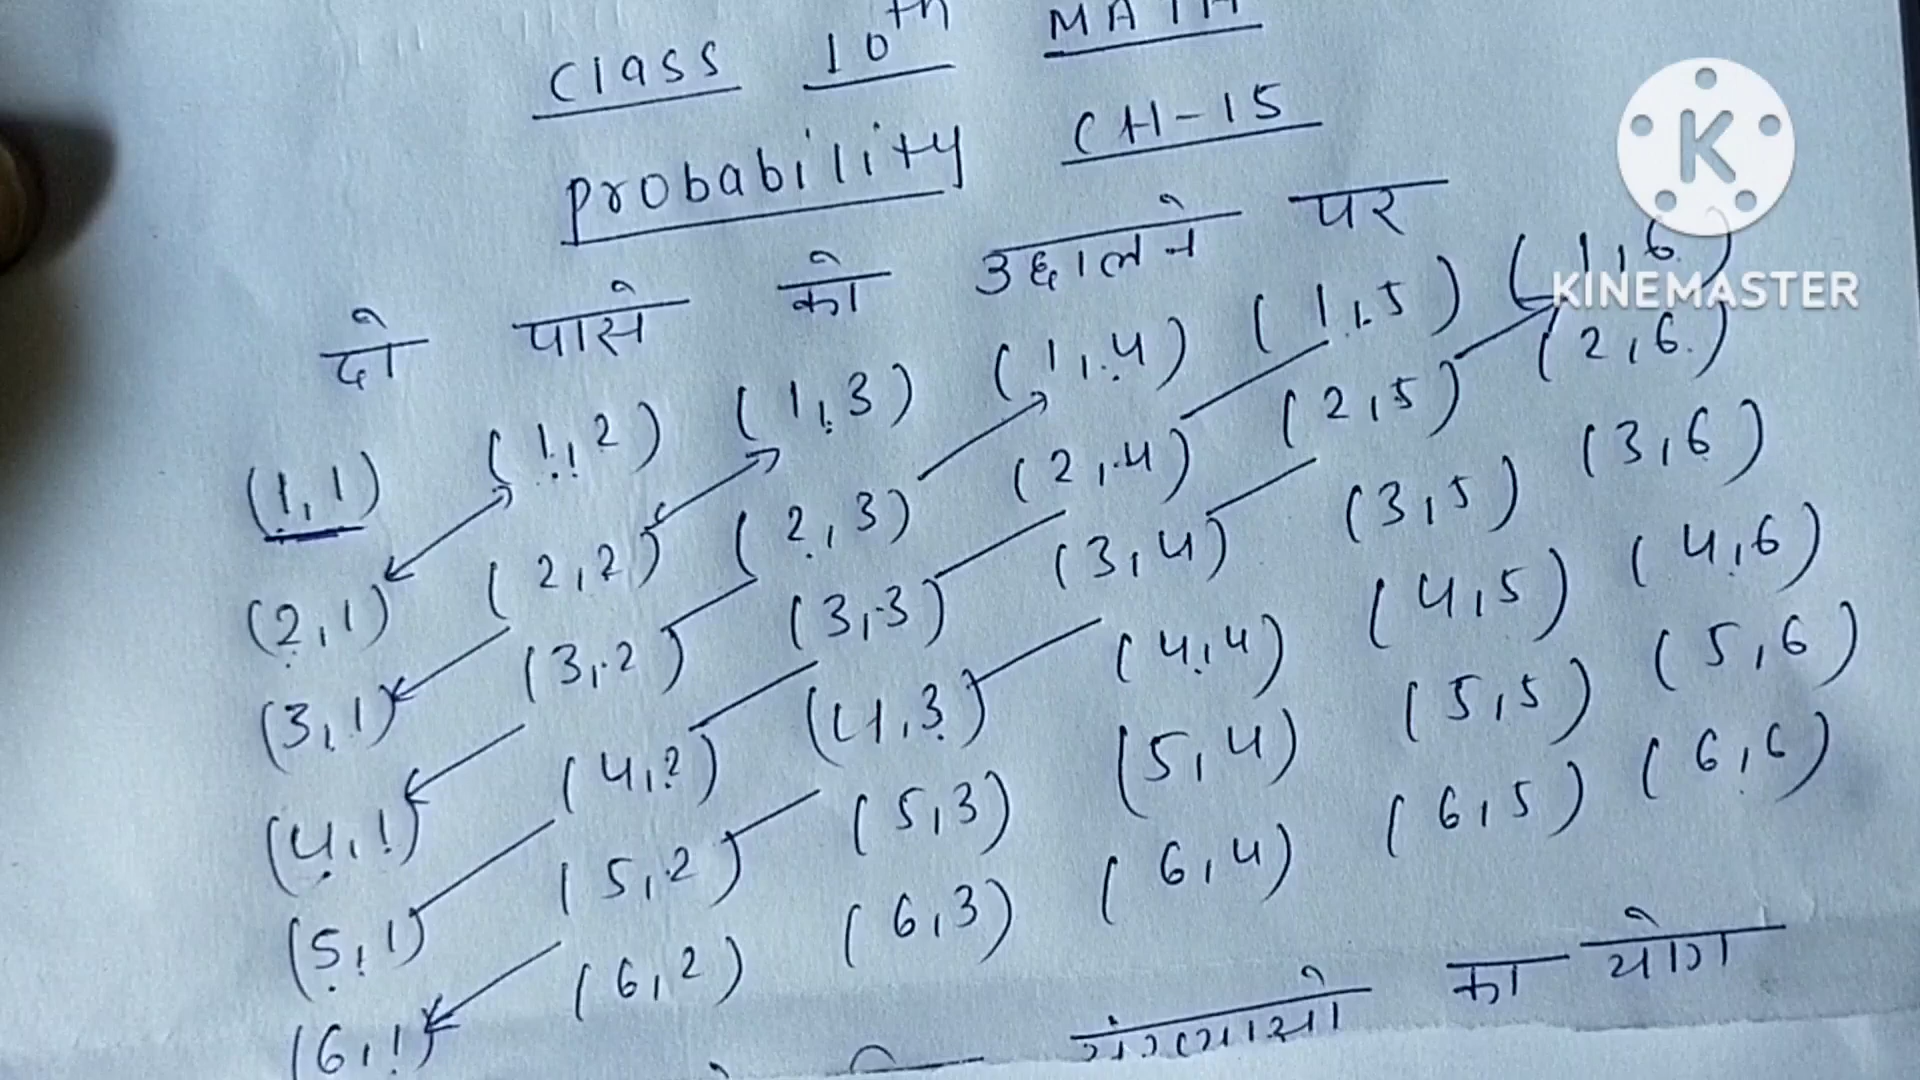 Class 10th MATH
Probability CH-15
दो पासे को उछालने पर
(1,1) (1,2) (1,3) (1,4) (1,5) (1,6)
(2,1) (2,2) (2,3) (2,4) (2,5) (2,6)
(3,1) (3,2) (3,3) (3,4) (3,5) (3,6)
(4,1) (4,2) (4,3) (4,4) (4,5) (4,6)
(5,1) (5,2) (5,3) (5,4) (5,5) (5,6)
(6,1) (6,2) (6,3) (6,4) (6,5) (6,6)
का योग
K
KINEMASTER